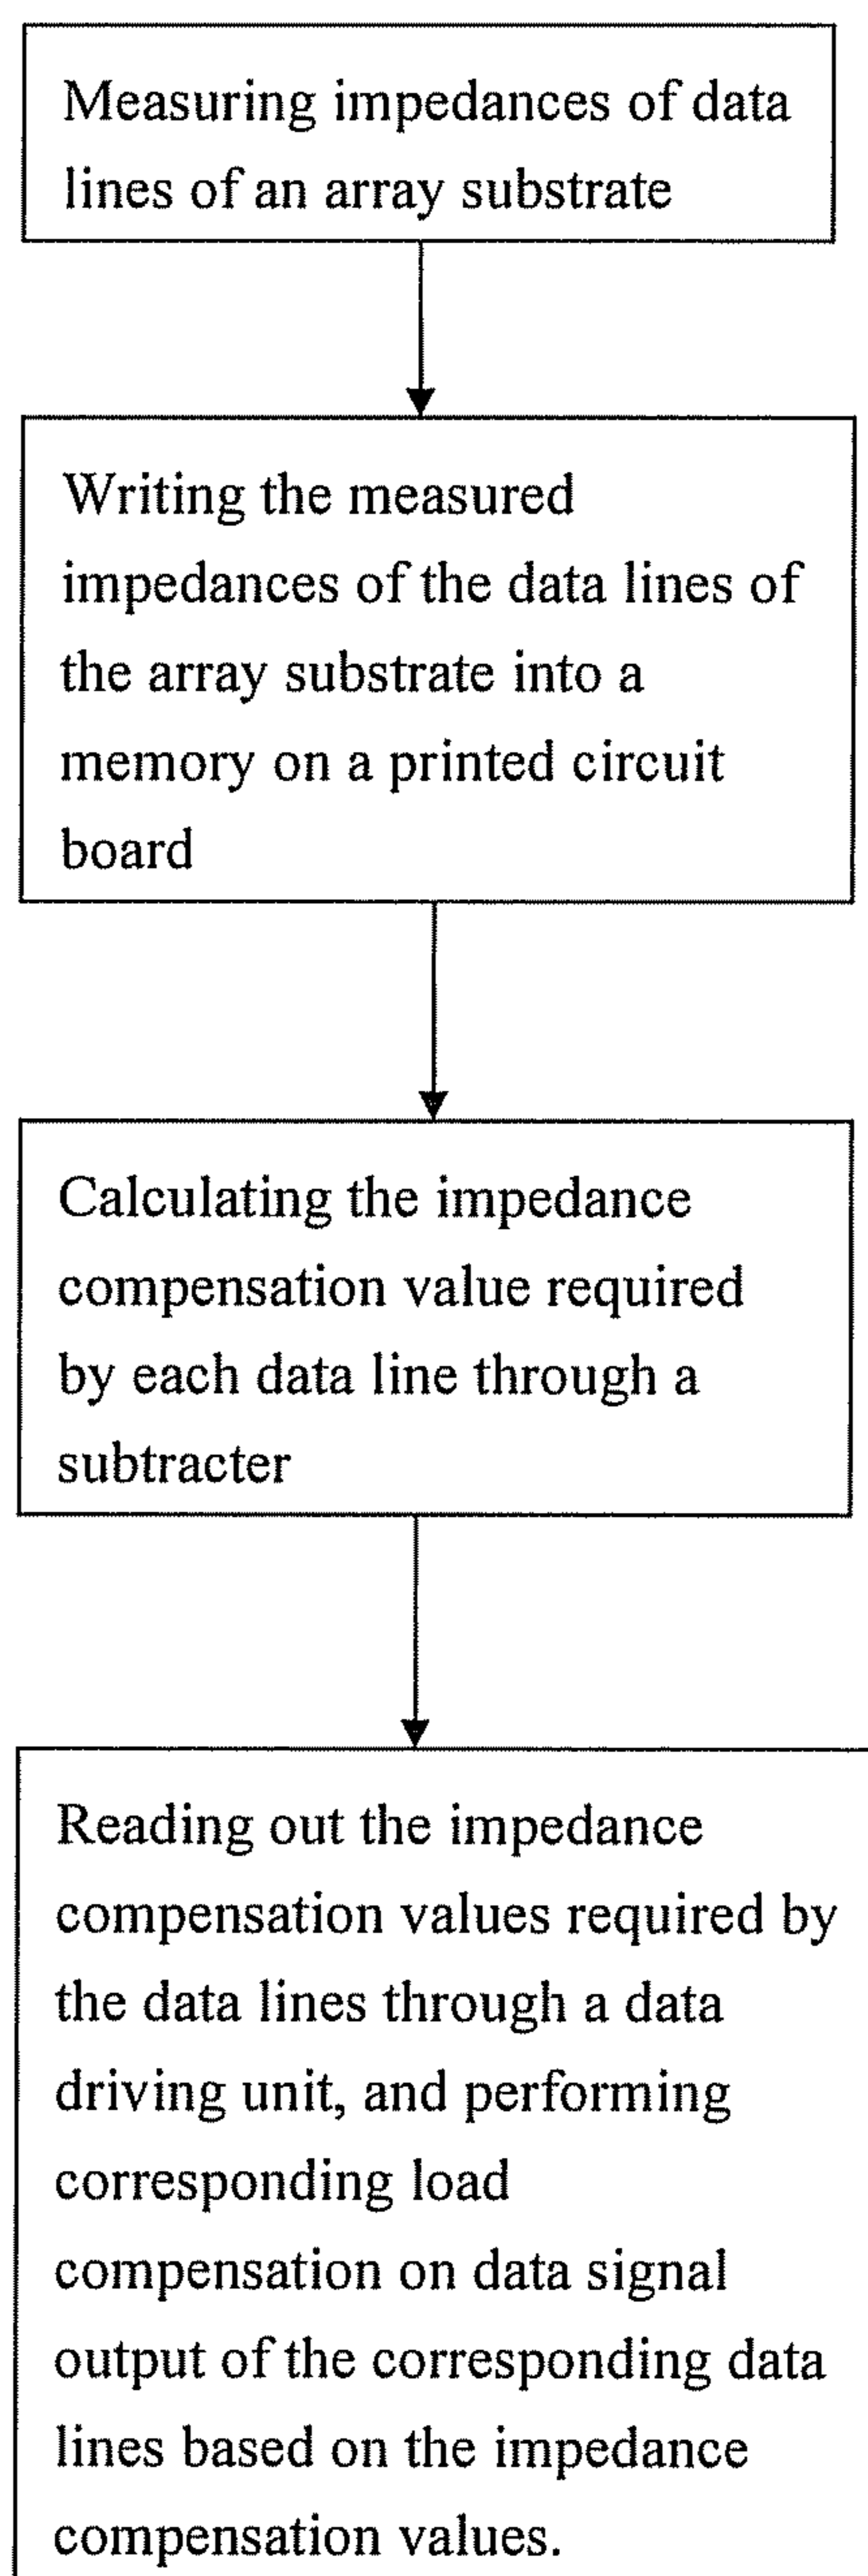 Measuring impedances of data
lines of an array substrate
Writing the measured
impedances of the data lines of
the array substrate into a
memory on a printed circuit
board
Calculating the impedance
compensation value required
by each data line through a
subtracter
Reading out the impedance
compensation values required by
the data lines through a data
driving unit, and performing
corresponding load
compensation on data signal
output of the corresponding data
lines based on the impedance
compensation values.